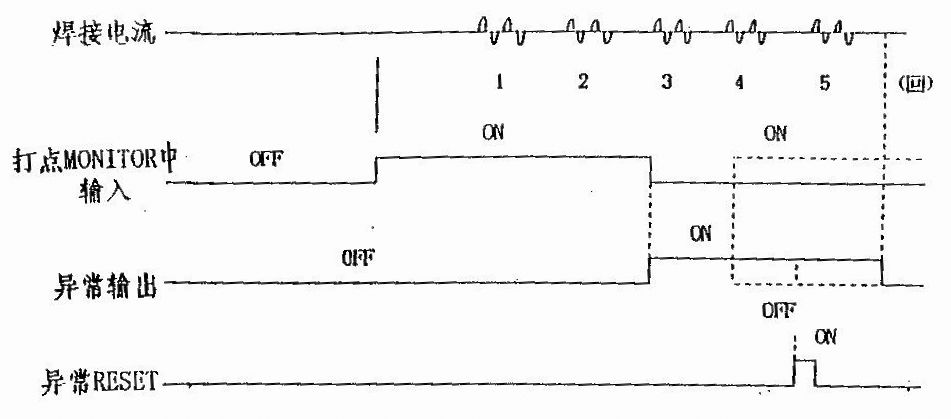 焊接电流
1 2 3 4 5 (回)
ON ON
打点MONITOR中 OFF
输入
ON
OFF
异常输出
OFF
ON
异常RESET